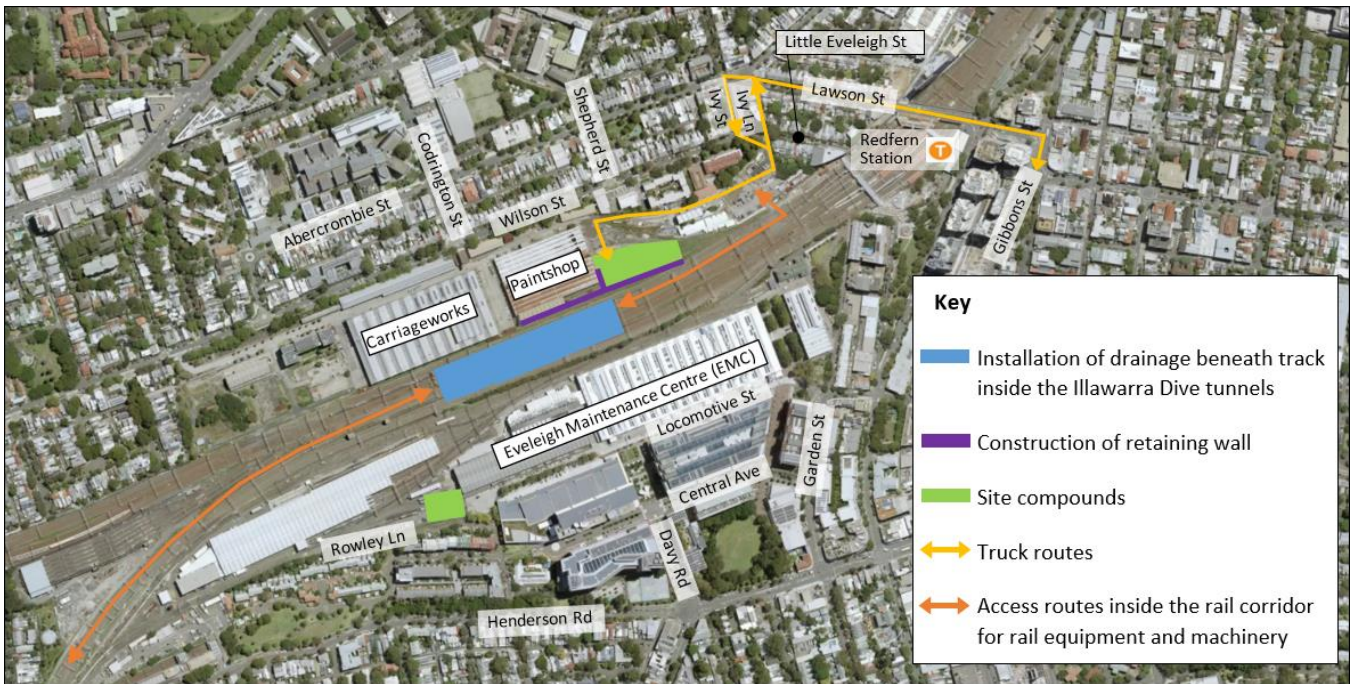 Little Eveleigh St
Lawson St
Ivy St
Ivy Ln
Shepherd St
Redfern
Station
T
Codrington St
Gibbons St
Abercrombie St
Wilson St
Paintshop
Carriageworks
Eveleigh Maintenance Centre (EMC)
Locomotive St
Garden St
Central Ave
Rowley Ln
Davy Rd
Henderson Rd
Key
Installation of drainage beneath track
inside the Illawarra Dive tunnels
Construction of retaining wall
Site compounds
Truck routes
Access routes inside the rail corridor
for rail equipment and machinery